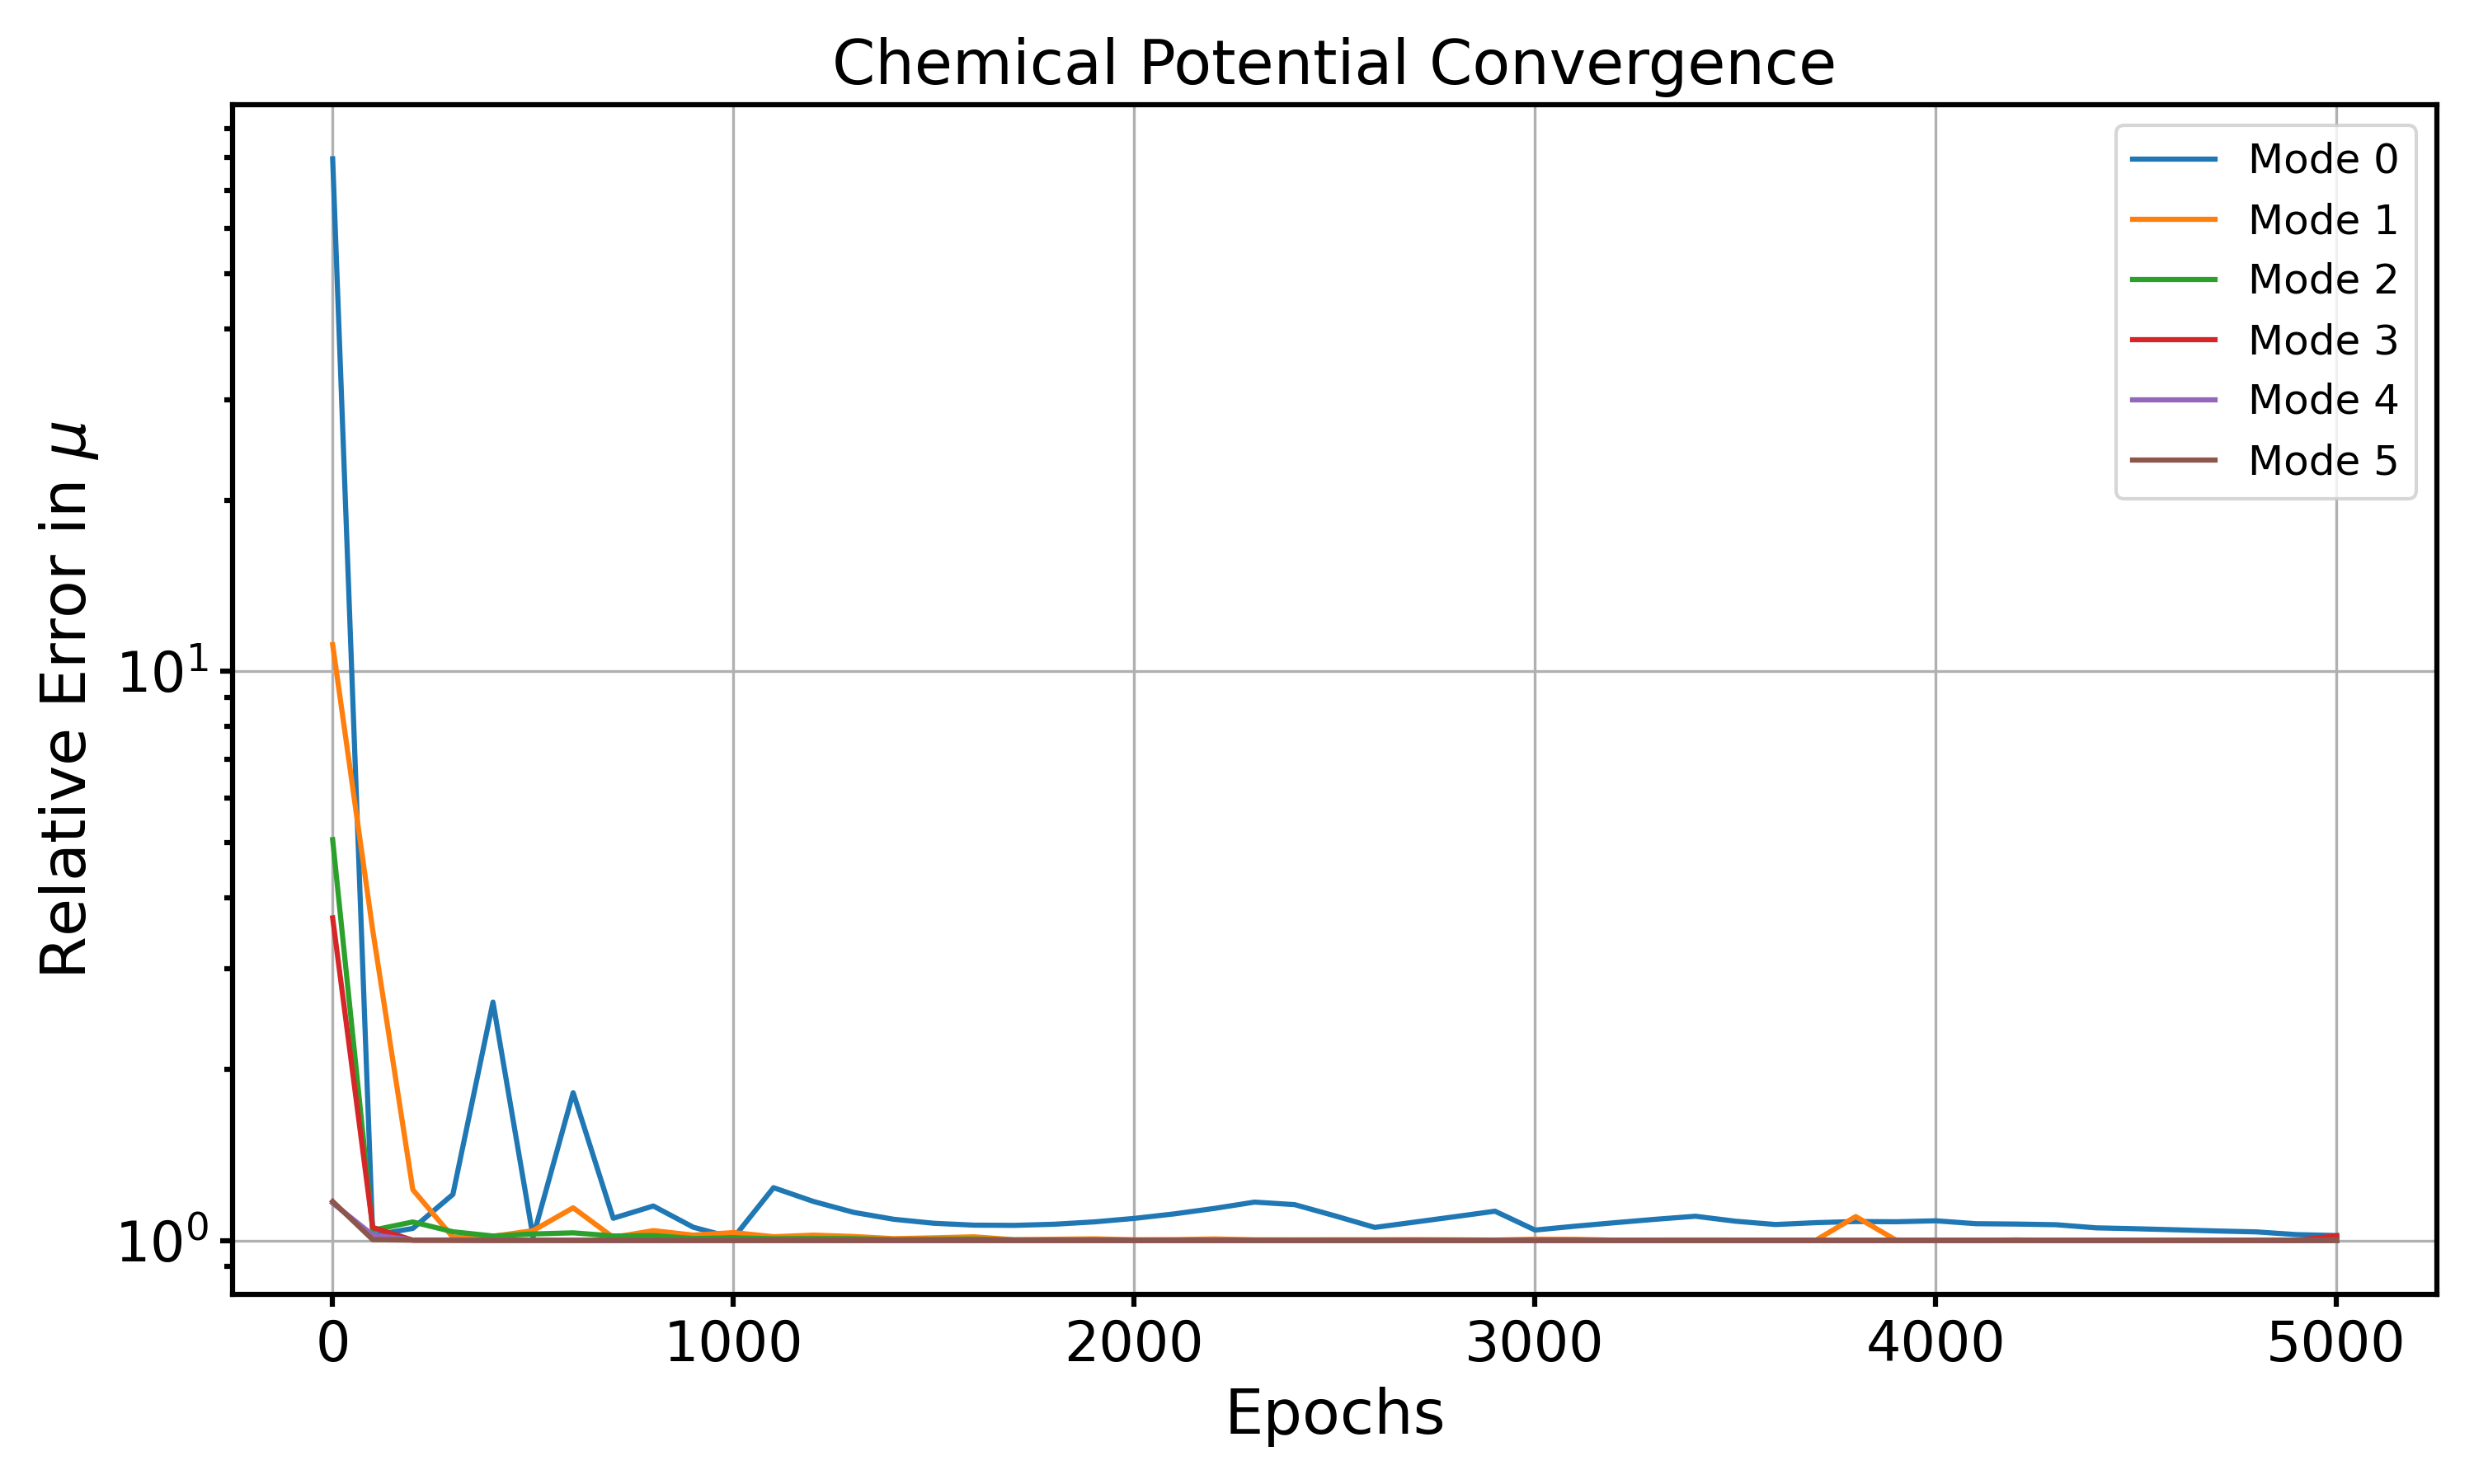 Chemical Potential Convergence
Relative Error in μ
10¹
10⁰
Mode 0
Mode 1
Mode 2
Mode 3
Mode 4
Mode 5
0 1000 2000 3000 4000 5000
Epochs